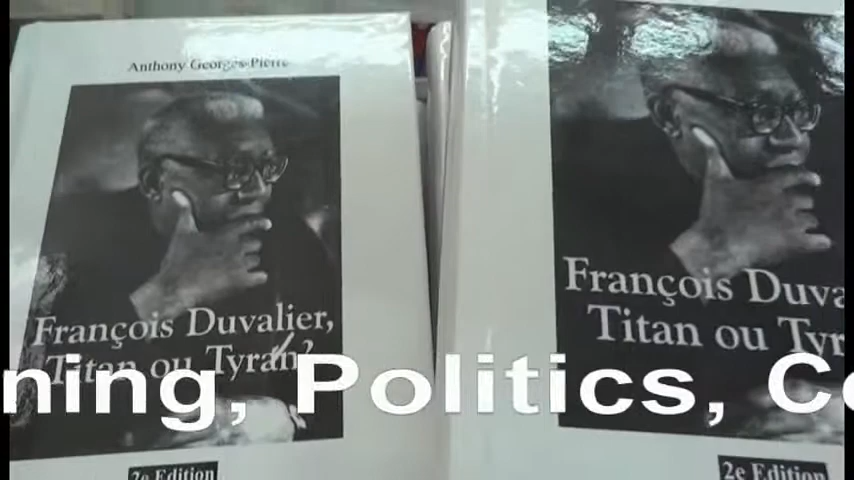 Anthony Georges-Pierre
François Duvalier,
Titan ou Tyran?
2e Edition
François Duva
Titan ou Tyr
2e Edition
ning, Politics, Co